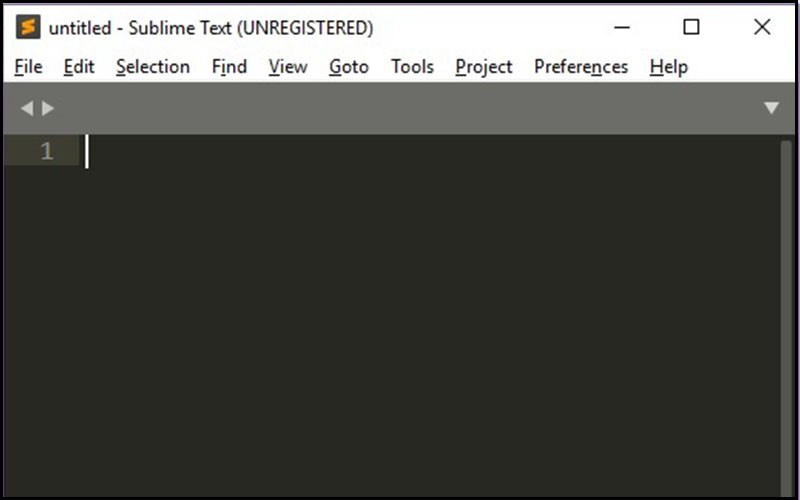 untitled - Sublime Text (UNREGISTERED)
File Edit Selection Find View Goto Tools Project Preferences Help
1